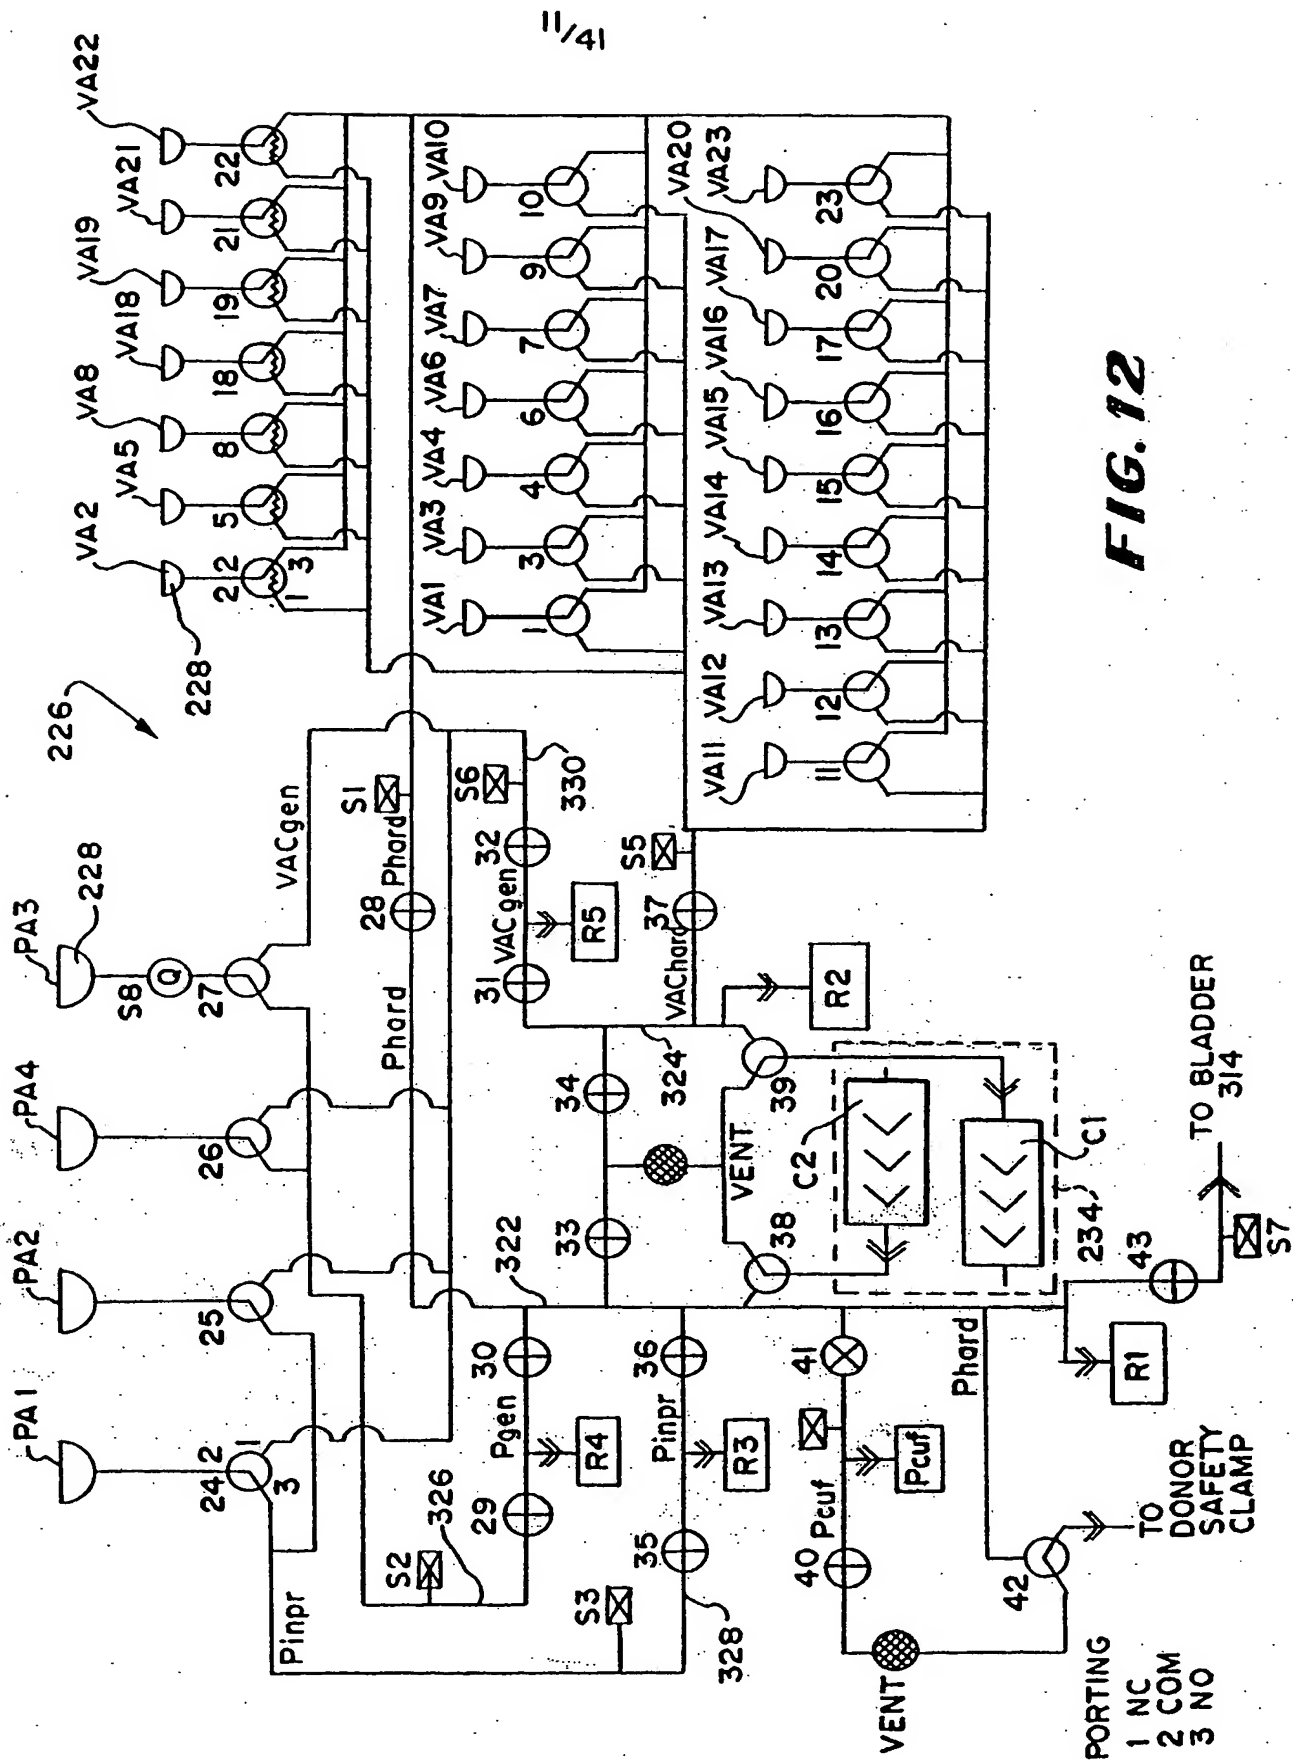 11/41
226
228
VA2
VA5
VA8
VA18
VA19
VA21
VA22
2
2
1
3
5
8
18
19
21
22
VA1
VA3
VA4
VA6
VA7
VA9
VA10
1
3
4
6
7
9
10
VA11
VA12
VA13
VA14
VA15
VA16
VA17
VA20
VA23
11
12
13
14
15
16
17
20
23
PA1
PA2
PA4
PA3
228
S8
Q
24
2
1
3
25
26
27
VACgen
Pinpr
S2
326
S3
328
Phard
28
Phard
S1
S6
330
29
Pgen
30
R4
322
31
VACgen
32
R5
35
Pinpr
36
R3
33
34
324
VAChard
37
S5
VENT
38
39
R2
C2
C1
234
40
Pcuf
41
Pcuf
VENT
Phard
42
TO
DONOR
SAFETY
CLAMP
R1
43
S7
TO BLADDER
314
PORTING
1 NC
2 COM
3 NO
FIG.12